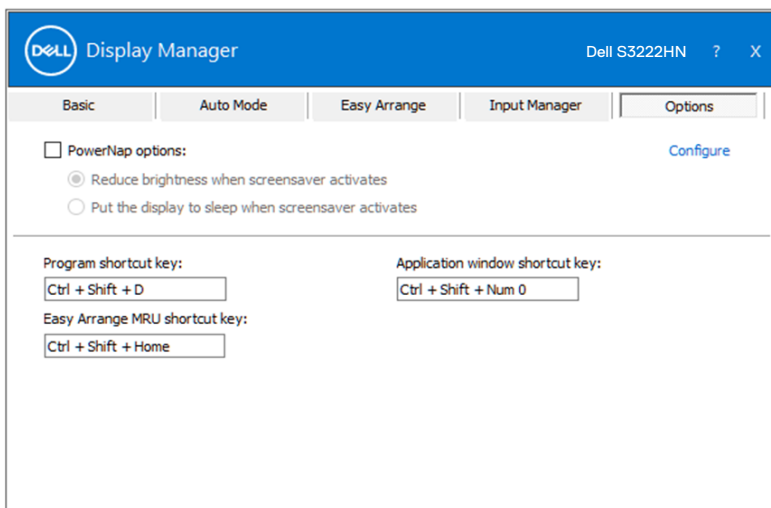 DELL Display Manager Dell S3222HN ? X
Basic Auto Mode Easy Arrange Input Manager Options
PowerNap options: Configure
Reduce brightness when screensaver activates
Put the display to sleep when screensaver activates
Program shortcut key: Application window shortcut key:
Ctrl + Shift + D Ctrl + Shift + Num 0
Easy Arrange MRU shortcut key:
Ctrl + Shift + Home